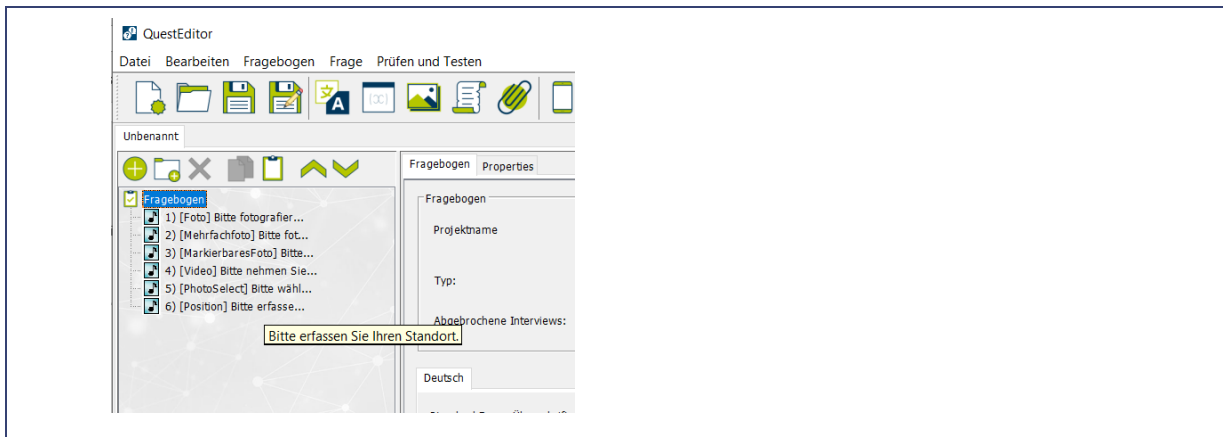 QuestEditor
Datei Bearbeiten Fragebogen Frage Prüfen und Testen
Unbenannt
Fragebogen Properties
Fragebogen
1) [Foto] Bitte fotografier...
2) [Mehrfachfoto] Bitte fot...
3) [MarkierbaresFoto] Bitte...
4) [Video] Bitte nehmen Sie...
5) [PhotoSelect] Bitte wähl...
6) [Position] Bitte erfasse...
Bitte erfassen Sie Ihren Standort.
Fragebogen
Projektname
Typ:
Abgebrochene Interviews:
Deutsch